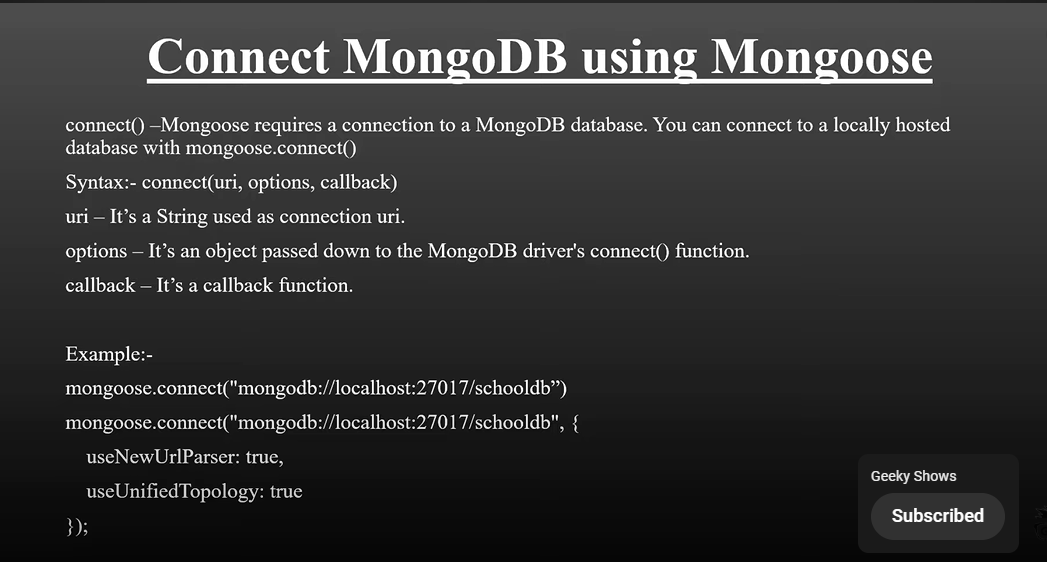 Connect MongoDB using Mongoose
connect() –Mongoose requires a connection to a MongoDB database. You can connect to a locally hosted
database with mongoose.connect()
Syntax:- connect(uri, options, callback)
uri – It’s a String used as connection uri.
options – It’s an object passed down to the MongoDB driver's connect() function.
callback – It’s a callback function.
Example:-
mongoose.connect("mongodb://localhost:27017/schooldb”)
mongoose.connect("mongodb://localhost:27017/schooldb", {
useNewUrlParser: true,
useUnifiedTopology: true
});
Geeky Shows
Subscribed